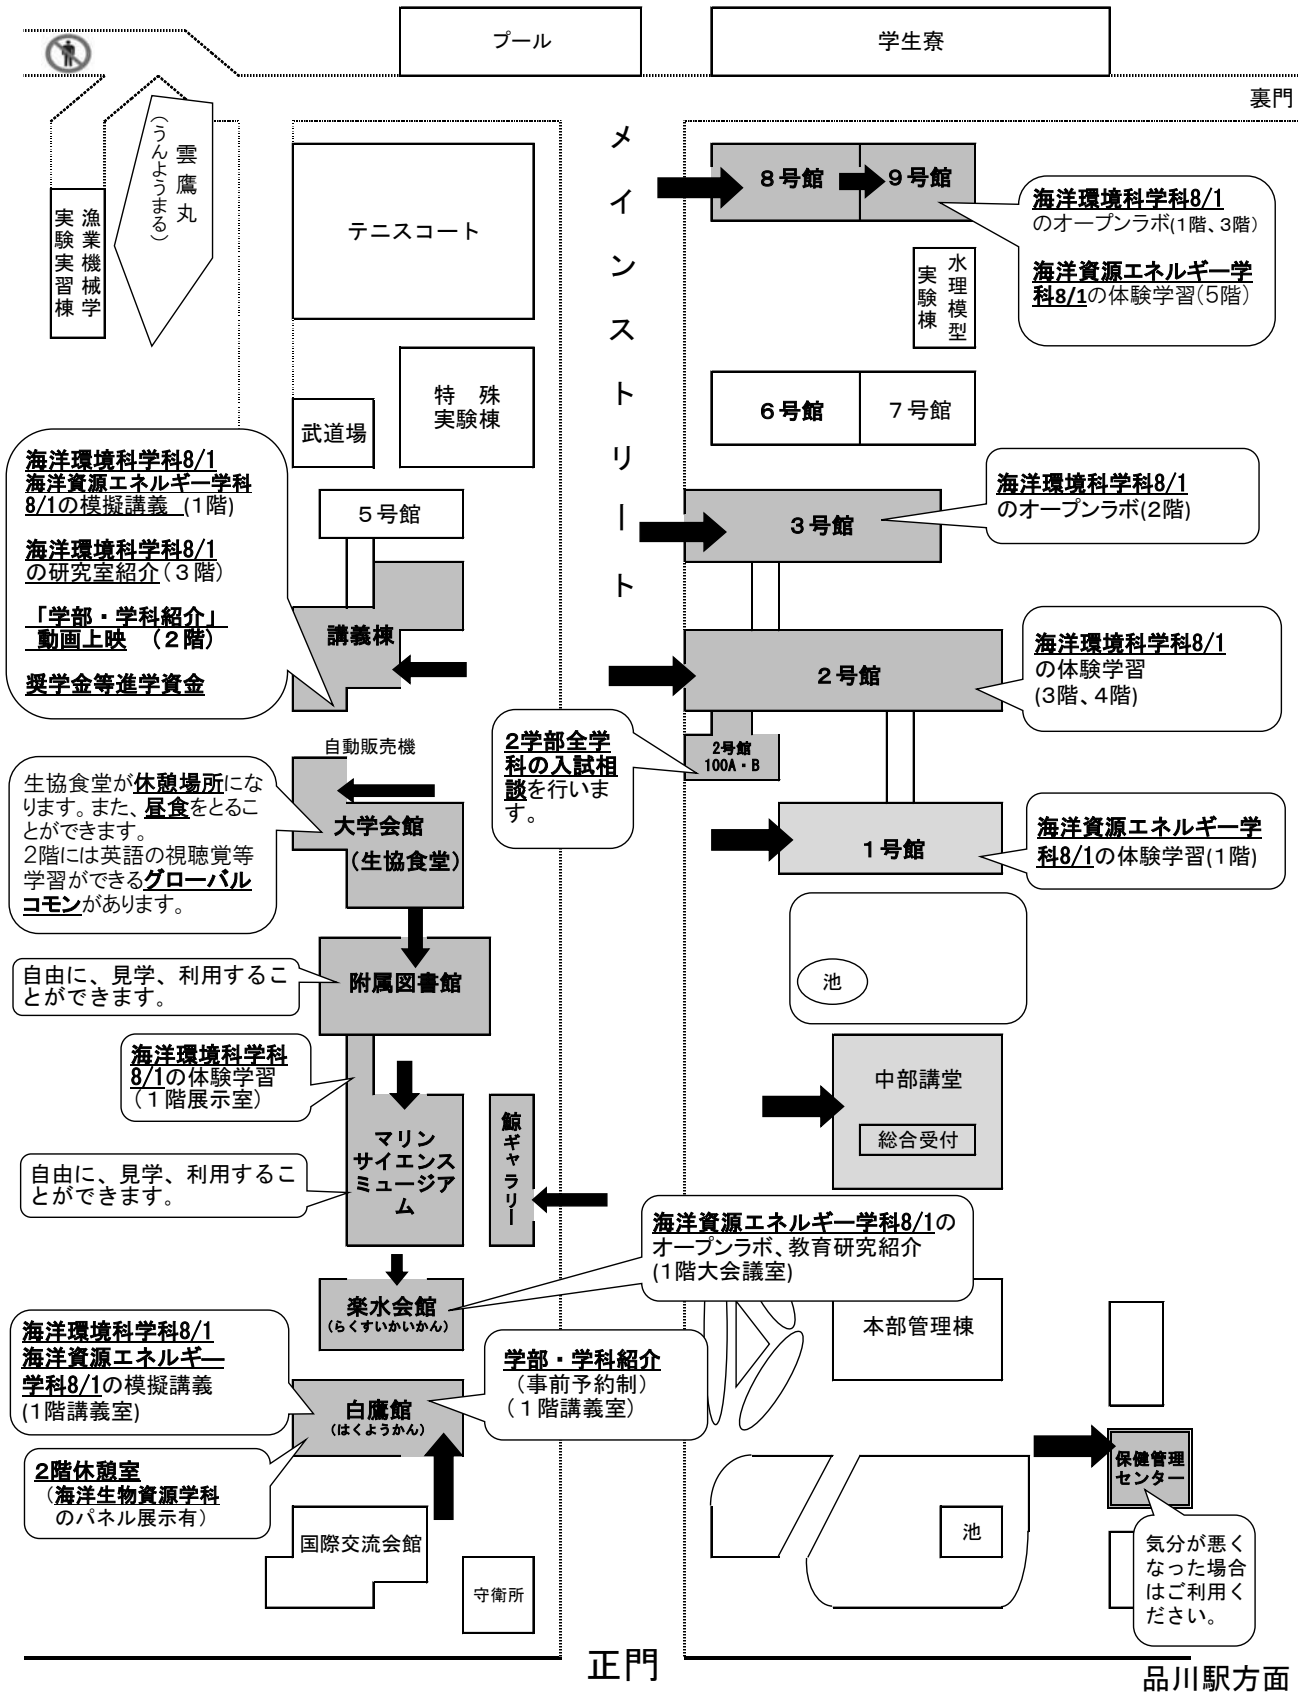 プール
学生寮
裏門
雲鷹丸
(うんようまる)
漁業機械学
実験実習棟
テニスコート
メインストリート
8号館
9号館
海洋環境科学科8/1
のオープンラボ(1階、3階)
海洋資源エネルギー学
科8/1の体験学習(5階)
水理模型
実験棟
武道場
特　殊
実験棟
6号館
7号館
海洋環境科学科8/1
海洋資源エネルギー学科
8/1の模擬講義 (1階)
海洋環境科学科8/1
の研究室紹介(3階)
「学部・学科紹介」
動画上映　(2階)
奨学金等進学資金
5号館
講義棟
3号館
海洋環境科学科8/1
のオープンラボ(2階)
2号館
海洋環境科学科8/1
の体験学習
(3階、4階)
2号館
100A・B
2学部全学
科の入試相
談を行いま
す。
自動販売機
生協食堂が休憩場所にな
ります。また、昼食をとるこ
とができます。
2階には英語の視聴覚等
学習ができるグローバル
コモンがあります。
大学会館
(生協食堂)
1号館
海洋資源エネルギー学
科8/1の体験学習(1階)
自由に、見学、利用するこ
とができます。
附属図書館
池
海洋環境科学科
8/1の体験学習
(1階展示室)
中部講堂
総合受付
マリン
サイエンス
ミュージア
ム
鯨ギャラリー
自由に、見学、利用するこ
とができます。
海洋資源エネルギー学科8/1の
オープンラボ、教育研究紹介
(1階大会議室)
楽水会館
(らくすいかいかん)
本部管理棟
海洋環境科学科8/1
海洋資源エネルギー
学科8/1の模擬講義
(1階講義室)
学部・学科紹介
(事前予約制)
(1階講義室)
白鷹館
(はくようかん)
2階休憩室
(海洋生物資源学科
のパネル展示有)
保健管理
センター
気分が悪く
なった場合
はご利用く
ださい。
国際交流会館
守衛所
池
正門
品川駅方面